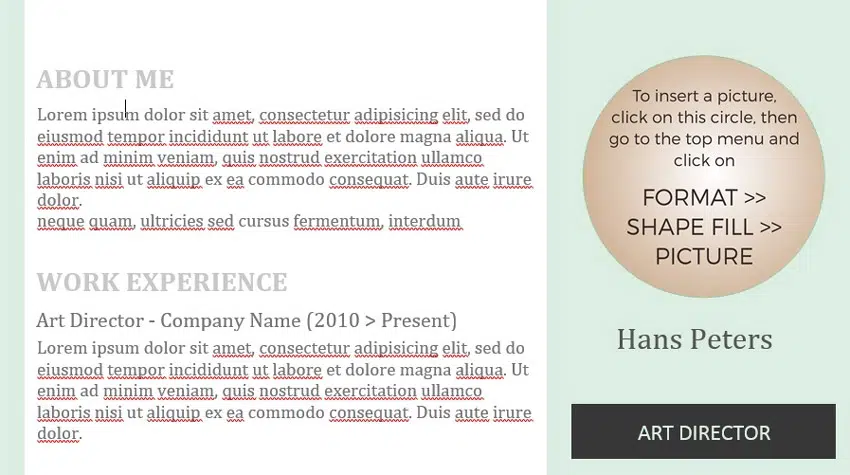 ABOUT ME
Lorem ipsum dolor sit amet, consectetur adipisicing elit, sed do
eiusmod tempor incididunt ut labore et dolore magna aliqua. Ut
enim ad minim veniam, quis nostrud exercitation ullamco
laboris nisi ut aliquip ex ea commodo consequat. Duis aute irure
dolor.
neque quam, ultricies sed cursus fermentum, interdum
WORK EXPERIENCE
Art Director - Company Name (2010 > Present)
Lorem ipsum dolor sit amet, consectetur adipisicing elit, sed do
eiusmod tempor incididunt ut labore et dolore magna aliqua. Ut
enim ad minim veniam, quis nostrud exercitation ullamco
laboris nisi ut aliquip ex ea commodo consequat. Duis aute irure
dolor.
To insert a picture,
click on this circle, then
go to the top menu and
click on
FORMAT >>
SHAPE FILL >>
PICTURE
Hans Peters
ART DIRECTOR